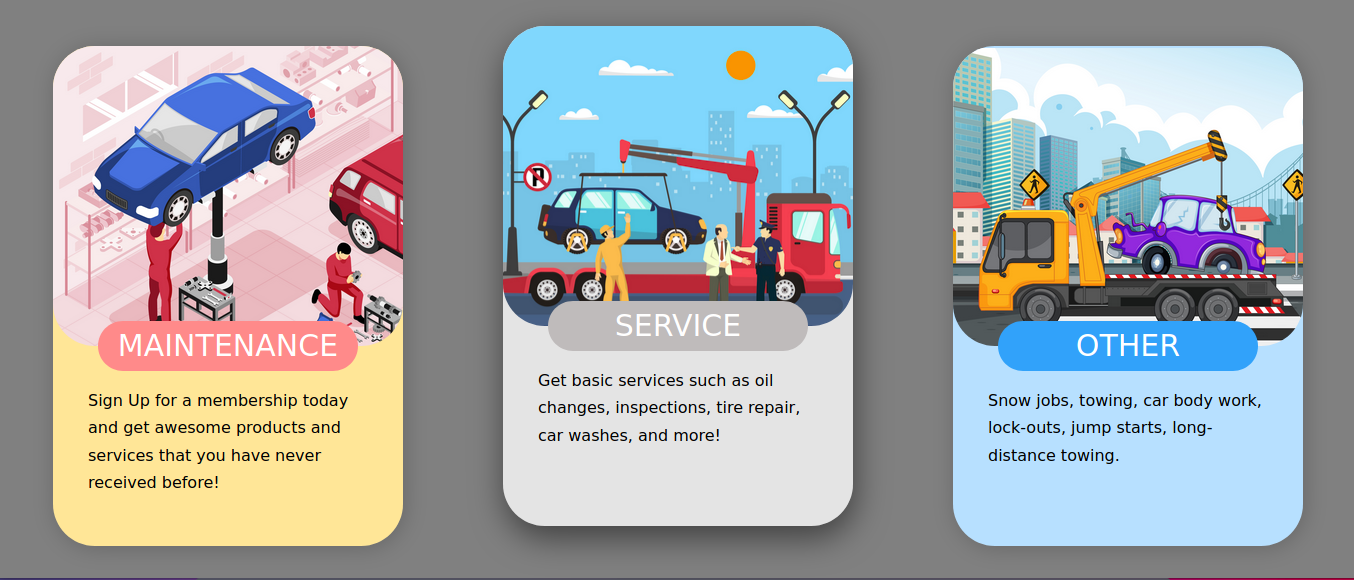 MAINTENANCE
Sign Up for a membership today
and get awesome products and
services that you have never
received before!
SERVICE
Get basic services such as oil
changes, inspections, tire repair,
car washes, and more!
OTHER
Snow jobs, towing, car body work,
lock-outs, jump starts, long-
distance towing.